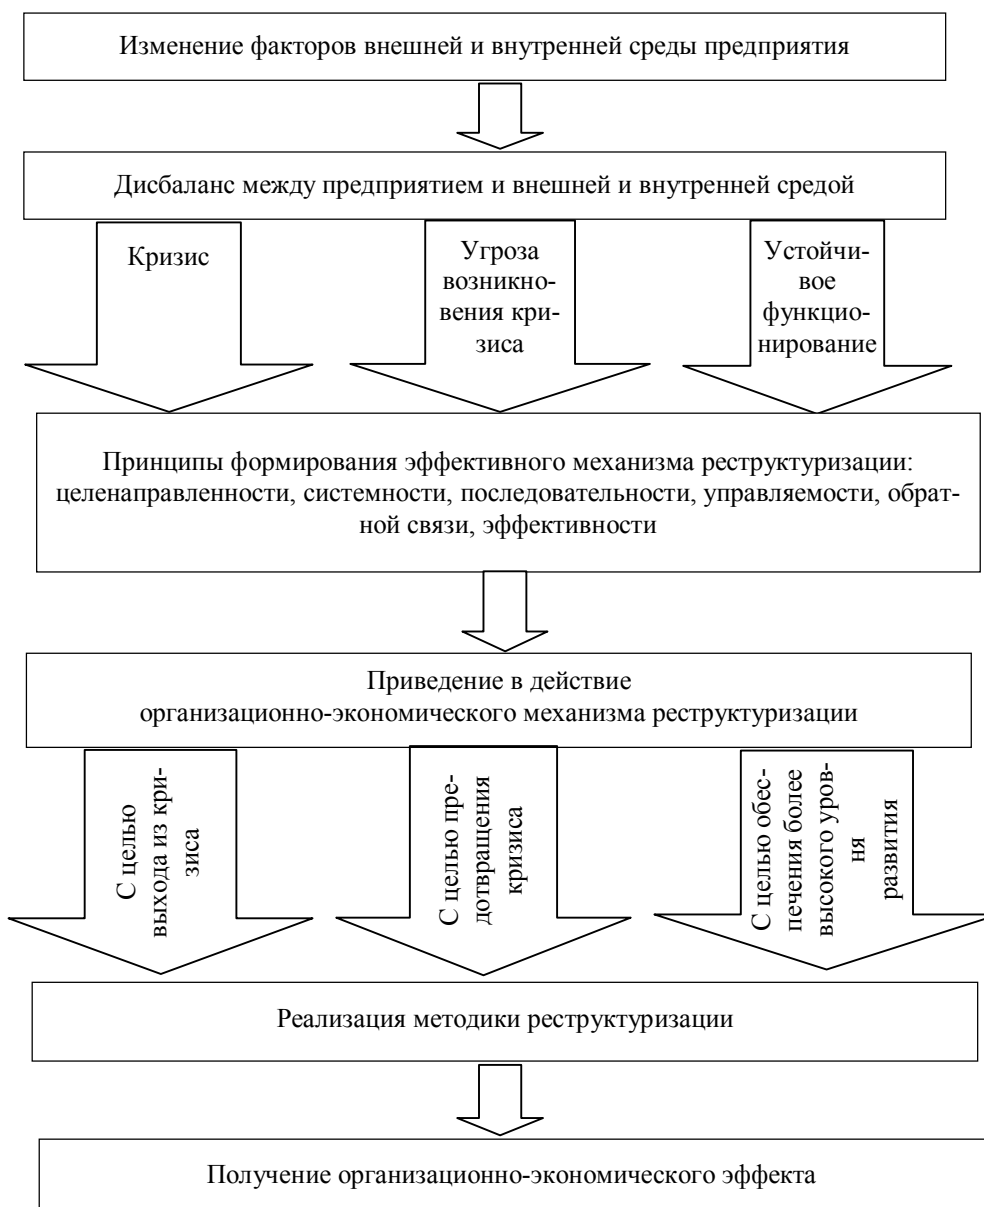 Изменение факторов внешней и внутренней среды предприятия
Дисбаланс между предприятием и внешней и внутренней средой
Кризис
Угроза
возникно-
вения кри-
зиса
Устойчи-
вое
функцио-
нирование
Принципы формирования эффективного механизма реструктуризации:
целенаправленности, системности, последовательности, управляемости, обрат-
ной связи, эффективности
Приведение в действие
организационно-экономического механизма реструктуризации
С целью
выхода из кри-
зиса
С целью пре-
дотвращения
кризиса
С целью обес-
печения более
высокого уров-
ня
развития
Реализация методики реструктуризации
Получение организационно-экономического эффекта